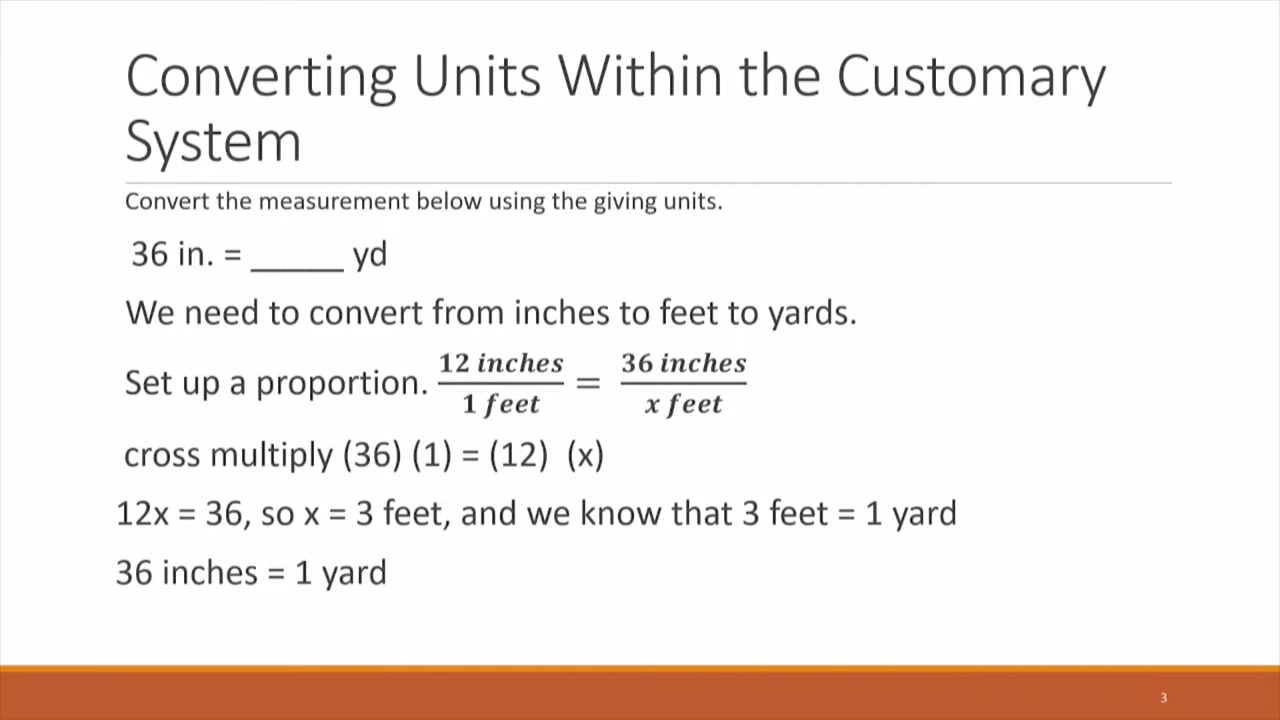 Converting Units Within the Customary
System
Convert the measurement below using the giving units.
36 in. = ______ yd
We need to convert from inches to feet to yards.
Set up a proportion. 12 inches / 1 feet = 36 inches / x feet
cross multiply (36) (1) = (12) (x)
12x = 36, so x = 3 feet, and we know that 3 feet = 1 yard
36 inches = 1 yard
3